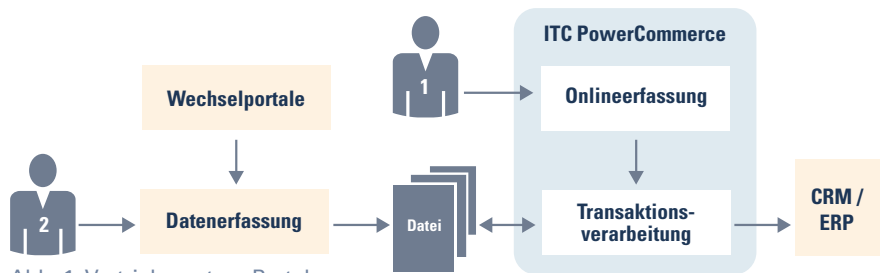 ITC PowerCommerce
1
Wechselportale
Onlineerfassung
2
Datenerfassung
Datei
Transaktions-
verarbeitung
CRM /
ERP